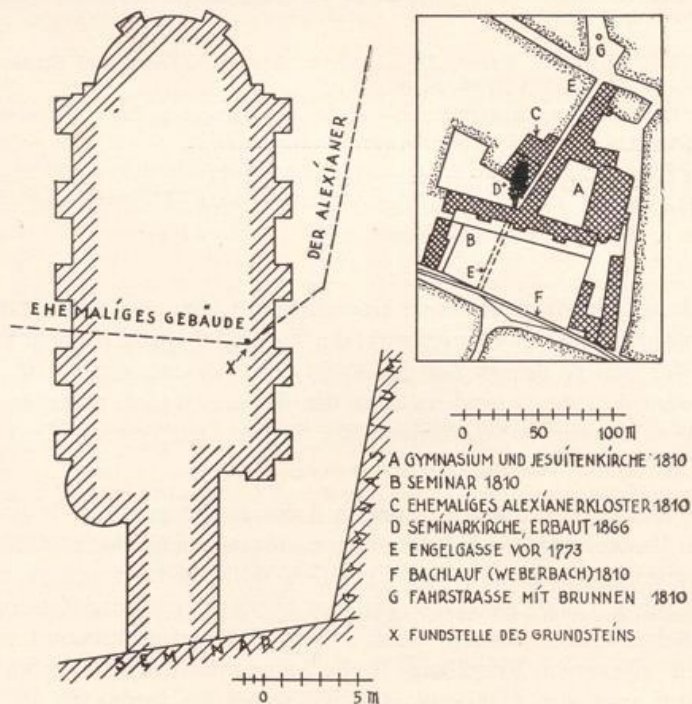 DER ALEXIANER
EHEMALIGES GEBÄUDE
X
SEMINAR
GYMNASIUM
0 5 M
G
E
C
D
A
B
E
F
0 50 100 M
A GYMNASIUM UND JESUITENKIRCHE 1810
B SEMINAR 1810
C EHEMALIGES ALEXIANERKLOSTER 1810
D SEMINARKIRCHE, ERBAUT 1866
E ENGELGASSE VOR 1773
F BACHLAUF (WEBERBACH) 1810
G FAHRSTRASSE MIT BRUNNEN 1810
X FUNDSTELLE DES GRUNDSTEINS